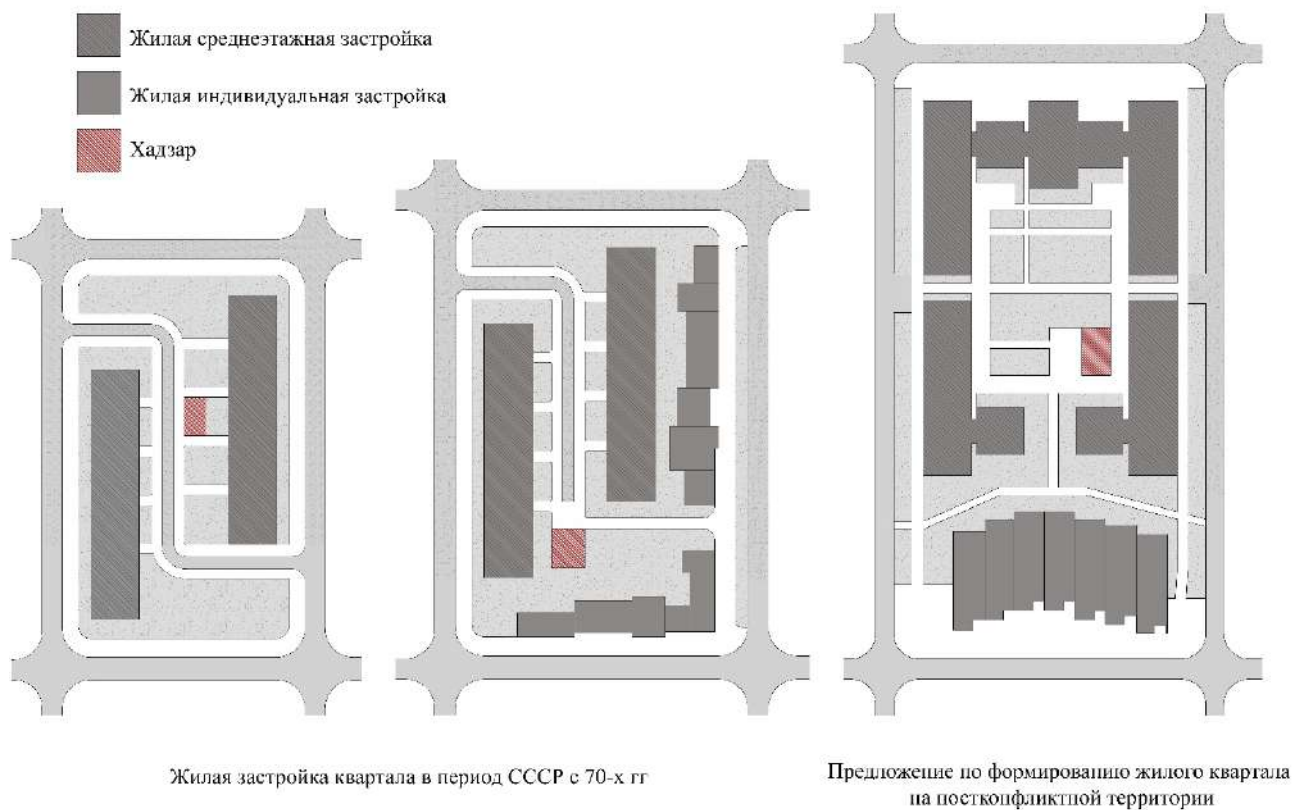 Жилая среднеэтажная застройка
Жилая индивидуальная застройка
Хадзар
Жилая застройка квартала в период СССР с 70-х гг
Предложение по формированию жилого квартала
на постконфликтной территории